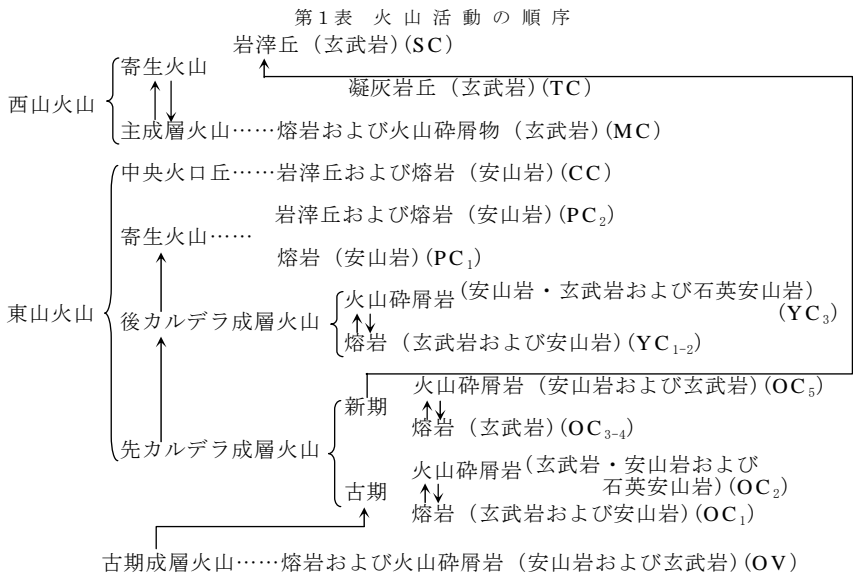 第1表 火山活動の順序
岩滓丘(玄武岩)(SC)
寄生火山
凝灰岩丘(玄武岩)(TC)
西山火山
主成層火山……熔岩および火山砕屑物(玄武岩)(MC)
中央火口丘……岩滓丘および熔岩(安山岩)(CC)
岩滓丘および熔岩(安山岩)(PC₂)
寄生火山……
熔岩(安山岩)(PC₁)
東山火山
後カルデラ成層火山
火山砕屑岩(安山岩・玄武岩および石英安山岩)
(YC₃)
熔岩(玄武岩および安山岩)(YC₁₋₂)
火山砕屑岩(安山岩および玄武岩)(OC₅)
新期
熔岩(玄武岩)(OC₃₋₄)
先カルデラ成層火山
火山砕屑岩(玄武岩・安山岩および
石英安山岩)(OC₂)
古期
熔岩(玄武岩および安山岩)(OC₁)
古期成層火山……熔岩および火山砕屑岩(安山岩および玄武岩)(OV)